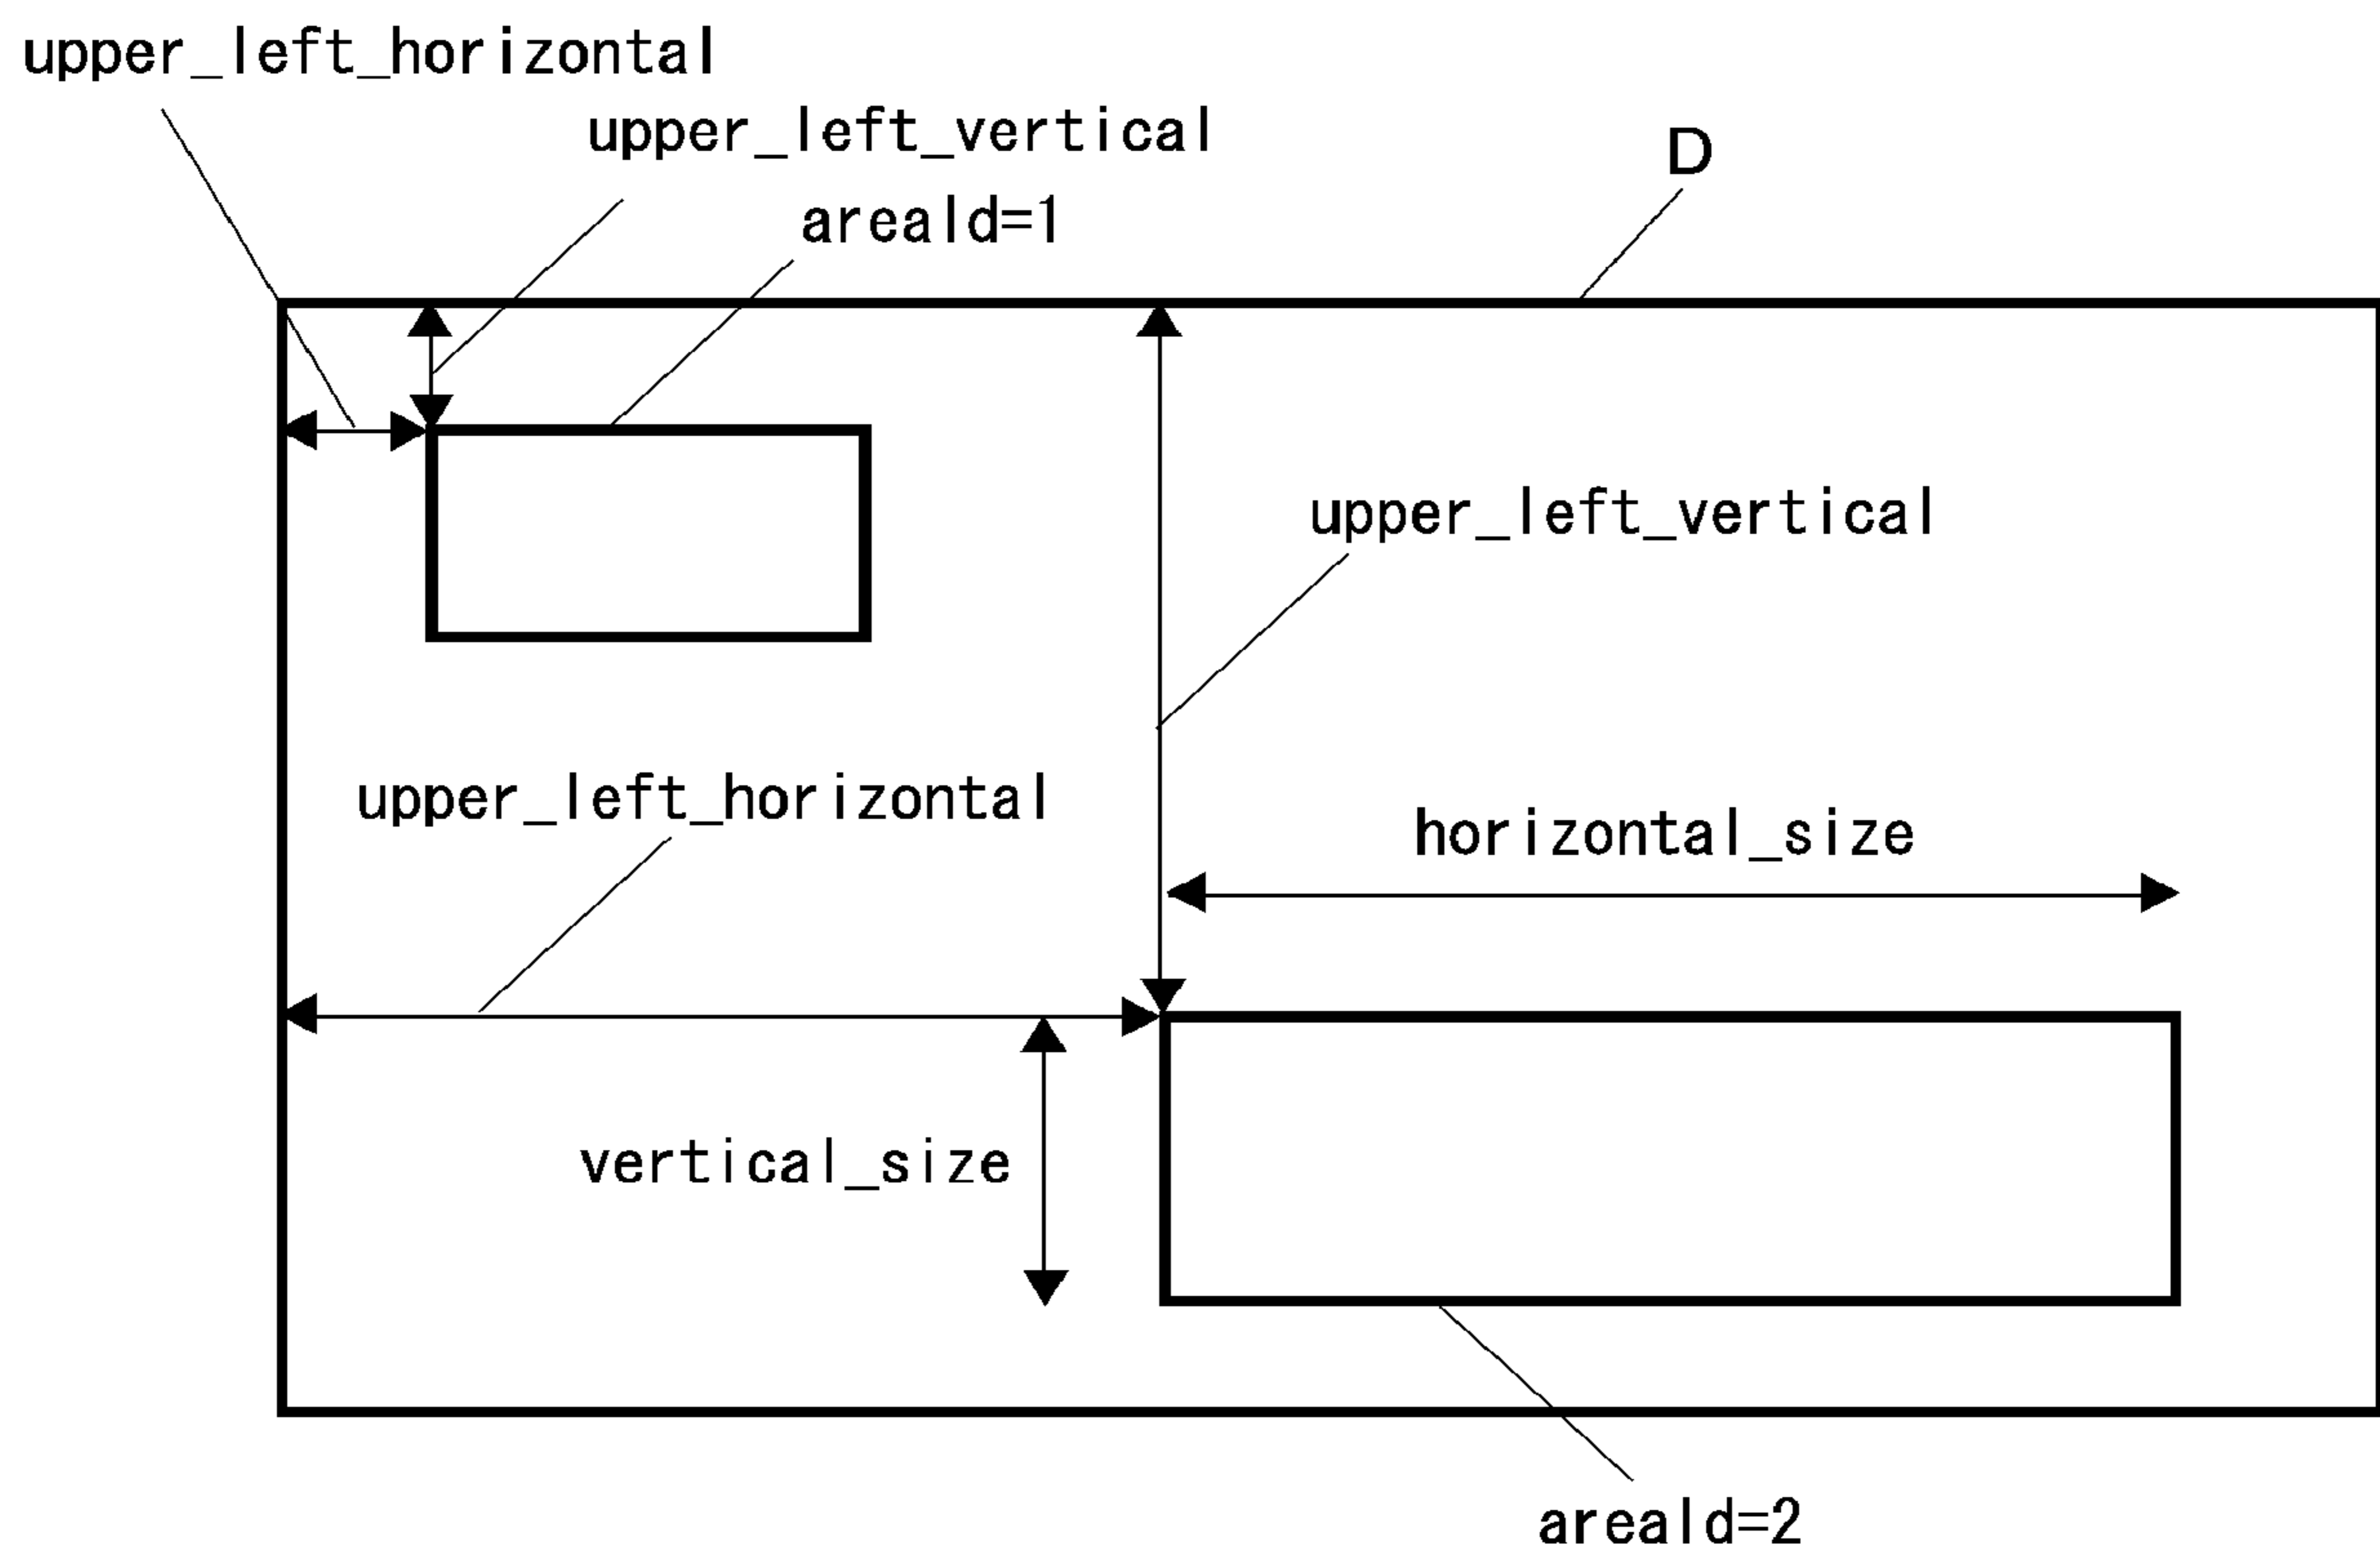 upper_left_horizontal
upper_left_vertical
D
areaId=1
upper_left_vertical
upper_left_horizontal
horizontal_size
vertical_size
areaId=2